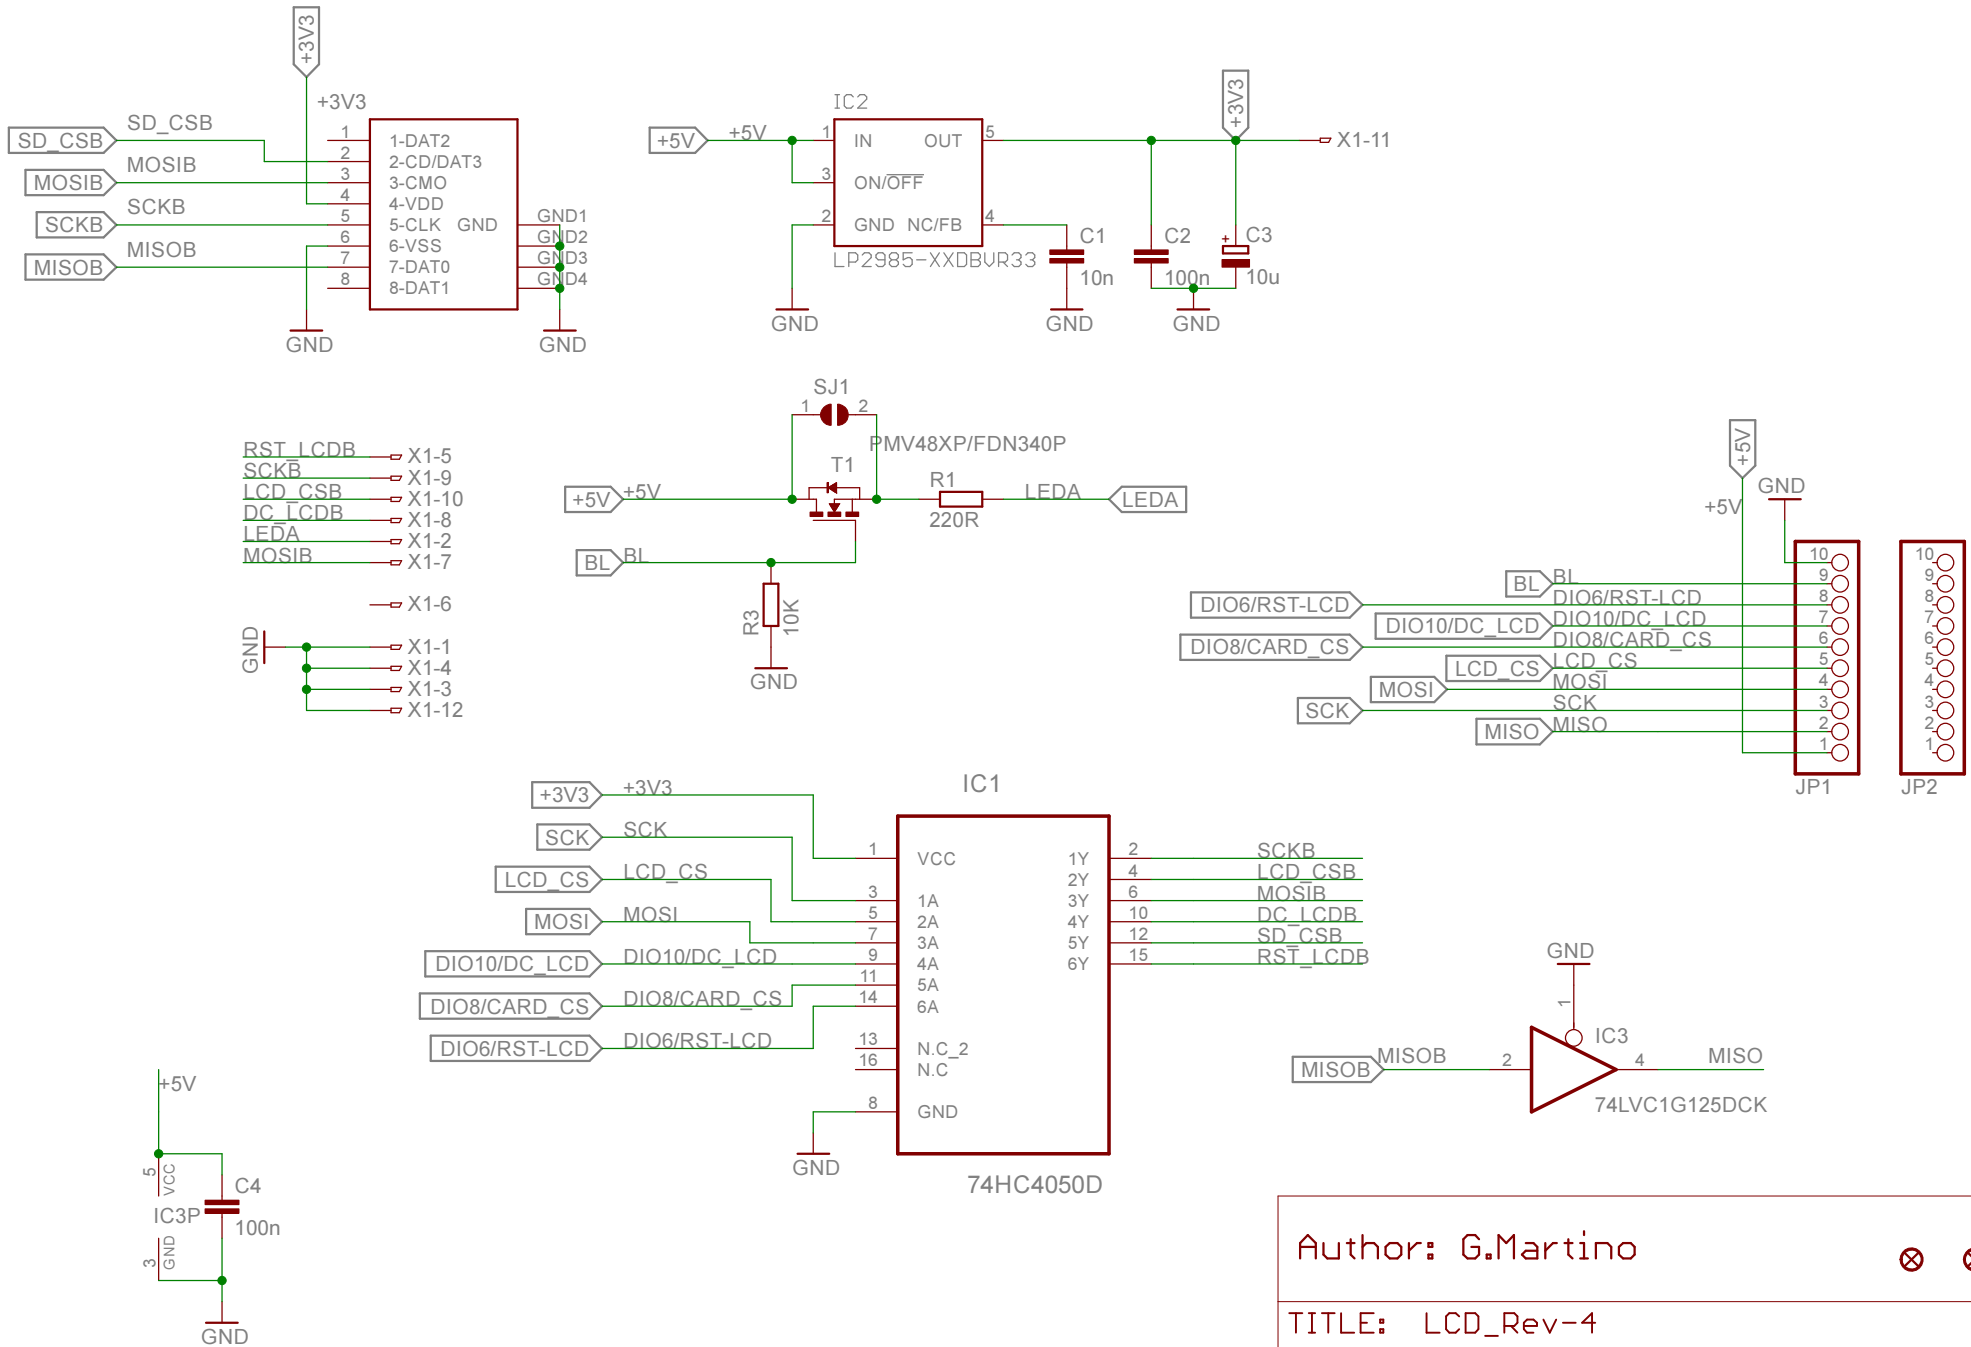 +3V3
+3V3
SD_CSB SD_CSB
MOSIB MOSIB
SCKB SCKB
MISOB MISOB
1 1-DAT2
2 2-CD/DAT3
3 3-CMO
4 4-VDD
5 5-CLK GND GND1
6 6-VSS GND2
7 7-DAT0 GND3
8 8-DAT1 GND4
GND
GND
IC2
+5V +5V
1 IN OUT 5
3 ON/OFF
2 GND NC/FB 4
LP2985-XXDBVR33
+3V3
X1-11
C1
10n
C2
100n
+ C3
10u
GND
GND
GND
RST_LCDB X1-5
SCKB X1-9
LCD_CSB X1-10
DC_LCDB X1-8
LEDA X1-2
MOSIB X1-7
X1-6
GND
X1-1
X1-4
X1-3
X1-12
SJ1
1 2
PMV48XP/FDN340P
T1
+5V +5V
R1
220R
LEDA LEDA
BL BL
R3
10K
GND
+5V
+5V
GND
10
BL BL 9
DIO6/RST-LCD DIO6/RST-LCD 8
DIO10/DC_LCD DIO10/DC_LCD 7
DIO8/CARD_CS DIO8/CARD_CS 6
LCD_CS LCD_CS 5
MOSI MOSI 4
SCK SCK 3
MISO MISO 2
1
JP1
10
9
8
7
6
5
4
3
2
1
JP2
IC1
+3V3 +3V3
SCK SCK
LCD_CS LCD_CS
MOSI MOSI
DIO10/DC_LCD DIO10/DC_LCD
DIO8/CARD_CS DIO8/CARD_CS
DIO6/RST-LCD DIO6/RST-LCD
1 VCC
3 1A
5 2A
7 3A
9 4A
11 5A
14 6A
13 N.C_2
16 N.C
8 GND
1Y 2 SCKB
2Y 4 LCD_CSB
3Y 6 MOSIB
4Y 10 DC_LCDB
5Y 12 SD_CSB
6Y 15 RST_LCDB
GND
74HC4050D
GND
1
IC3
MISOB MISOB 2 4 MISO
74LVC1G125DCK
+5V
5 VCC
IC3P
3 GND
C4
100n
GND
Author: G.Martino
TITLE: LCD_Rev-4